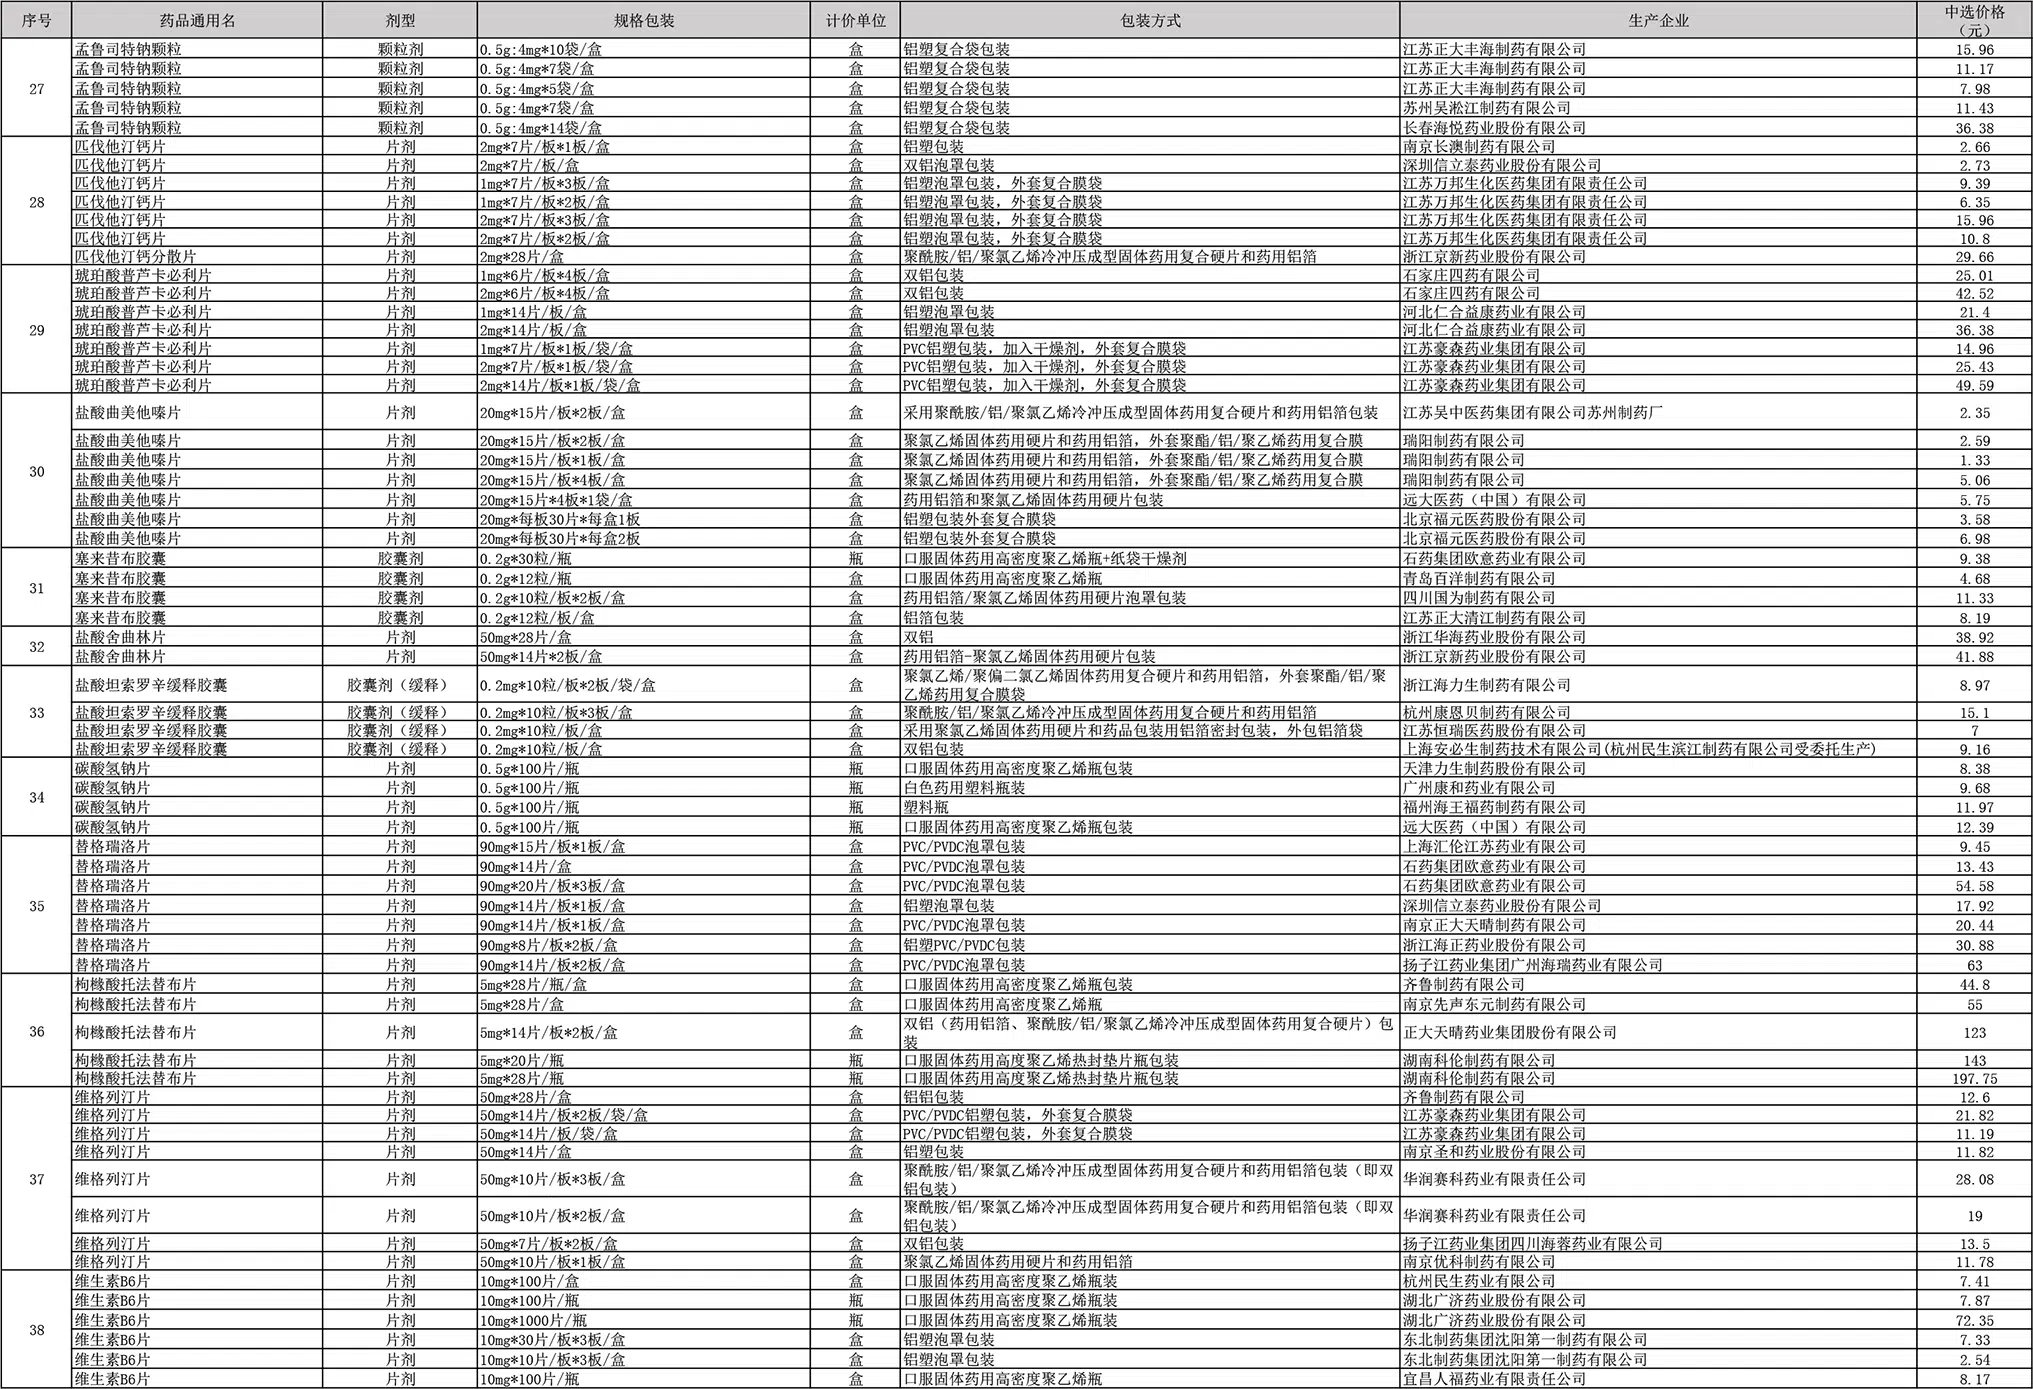 序号 药品通用名 剂型 规格包装 计价单位 包装方式 生产企业 中选价格（元）
27
孟鲁司特钠颗粒 颗粒剂 0.5g:4mg*10袋/盒 盒 铝塑复合袋包装 江苏正大丰海制药有限公司 15.96
孟鲁司特钠颗粒 颗粒剂 0.5g:4mg*7袋/盒 盒 铝塑复合袋包装 江苏正大丰海制药有限公司 11.17
孟鲁司特钠颗粒 颗粒剂 0.5g:4mg*5袋/盒 盒 铝塑复合袋包装 江苏正大丰海制药有限公司 7.98
孟鲁司特钠颗粒 颗粒剂 0.5g:4mg*7袋/盒 盒 铝塑复合袋包装 苏州吴淞江制药有限公司 11.43
孟鲁司特钠颗粒 颗粒剂 0.5g:4mg*14袋/盒 盒 铝塑复合袋包装 长春海悦药业股份有限公司 36.38
28
匹伐他汀钙片 片剂 2mg*7片/板*1板/盒 盒 铝塑包装 南京长澳制药有限公司 2.66
匹伐他汀钙片 片剂 2mg*7片/板/盒 盒 双铝泡罩包装 深圳信立泰药业股份有限公司 2.73
匹伐他汀钙片 片剂 1mg*7片/板*3板/盒 盒 铝塑泡罩包装，外套复合膜袋 江苏万邦生化医药集团有限责任公司 9.39
匹伐他汀钙片 片剂 1mg*7片/板*2板/盒 盒 铝塑泡罩包装，外套复合膜袋 江苏万邦生化医药集团有限责任公司 6.35
匹伐他汀钙片 片剂 2mg*7片/板*3板/盒 盒 铝塑泡罩包装，外套复合膜袋 江苏万邦生化医药集团有限责任公司 15.96
匹伐他汀钙片 片剂 2mg*7片/板*2板/盒 盒 铝塑泡罩包装，外套复合膜袋 江苏万邦生化医药集团有限责任公司 10.8
匹伐他汀钙分散片 片剂 2mg*28片/盒 盒 聚酰胺/铝/聚氯乙烯冷冲压成型固体药用复合硬片和药用铝箔 浙江京新药业股份有限公司 29.66
29
琥珀酸普芦卡必利片 片剂 1mg*6片/板*4板/盒 盒 双铝包装 石家庄四药有限公司 25.01
琥珀酸普芦卡必利片 片剂 2mg*6片/板*4板/盒 盒 双铝包装 石家庄四药有限公司 42.52
琥珀酸普芦卡必利片 片剂 1mg*14片/板/盒 盒 铝塑泡罩包装 河北仁合益康药业有限公司 21.4
琥珀酸普芦卡必利片 片剂 2mg*14片/板/盒 盒 铝塑泡罩包装 河北仁合益康药业有限公司 36.38
琥珀酸普芦卡必利片 片剂 1mg*7片/板*1板/袋/盒 盒 PVC铝塑包装，加入干燥剂，外套复合膜袋 江苏豪森药业集团有限公司 14.96
琥珀酸普芦卡必利片 片剂 2mg*7片/板*1板/袋/盒 盒 PVC铝塑包装，加入干燥剂，外套复合膜袋 江苏豪森药业集团有限公司 25.43
琥珀酸普芦卡必利片 片剂 2mg*14片/板*1板/袋/盒 盒 PVC铝塑包装，加入干燥剂，外套复合膜袋 江苏豪森药业集团有限公司 49.59
30
盐酸曲美他嗪片 片剂 20mg*15片/板*2板/盒 盒 采用聚酰胺/铝/聚氯乙烯冷冲压成型固体药用复合硬片和药用铝箔包装 江苏吴中医药集团有限公司苏州制药厂 2.35
盐酸曲美他嗪片 片剂 20mg*15片/板*2板/盒 盒 聚氯乙烯固体药用硬片和药用铝箔，外套聚酯/铝/聚乙烯药用复合膜 瑞阳制药有限公司 2.59
盐酸曲美他嗪片 片剂 20mg*15片/板*1板/盒 盒 聚氯乙烯固体药用硬片和药用铝箔，外套聚酯/铝/聚乙烯药用复合膜 瑞阳制药有限公司 1.33
盐酸曲美他嗪片 片剂 20mg*15片/板*4板/盒 盒 聚氯乙烯固体药用硬片和药用铝箔，外套聚酯/铝/聚乙烯药用复合膜 瑞阳制药有限公司 5.06
盐酸曲美他嗪片 片剂 20mg*15片*4板*1袋/盒 盒 药用铝箔和聚氯乙烯固体药用硬片包装 远大医药（中国）有限公司 5.75
盐酸曲美他嗪片 片剂 20mg*每板30片*每盒1板 盒 铝塑包装外套复合膜袋 北京福元医药股份有限公司 3.58
盐酸曲美他嗪片 片剂 20mg*每板30片*每盒2板 盒 铝塑包装外套复合膜袋 北京福元医药股份有限公司 6.98
31
塞来昔布胶囊 胶囊剂 0.2g*30粒/瓶 瓶 口服固体药用高密度聚乙烯瓶+纸袋干燥剂 石药集团欧意药业有限公司 9.38
塞来昔布胶囊 胶囊剂 0.2g*12粒/瓶 盒 口服固体药用高密度聚乙烯瓶 青岛百洋制药有限公司 4.68
塞来昔布胶囊 胶囊剂 0.2g*10粒/板*2板/盒 盒 药用铝箔/聚氯乙烯固体药用硬片泡罩包装 四川国为制药有限公司 11.33
塞来昔布胶囊 胶囊剂 0.2g*12粒/板/盒 盒 铝箔包装 江苏正大清江制药有限公司 8.19
32
盐酸舍曲林片 片剂 50mg*28片/盒 盒 双铝 浙江华海药业股份有限公司 38.92
盐酸舍曲林片 片剂 50mg*14片*2板/盒 盒 药用铝箔-聚氯乙烯固体药用硬片包装 浙江京新药业股份有限公司 41.88
33
盐酸坦索罗辛缓释胶囊 胶囊剂（缓释） 0.2mg*10粒/板*2板/袋/盒 盒 聚氯乙烯/聚偏二氯乙烯固体药用复合硬片和药用铝箔，外套聚酯/铝/聚
乙烯药用复合膜袋 浙江海力生制药有限公司 8.97
盐酸坦索罗辛缓释胶囊 胶囊剂（缓释） 0.2mg*10粒/板*3板/盒 盒 聚酰胺/铝/聚氯乙烯冷冲压成型固体药用复合硬片和药用铝箔 杭州康恩贝制药有限公司 15.1
盐酸坦索罗辛缓释胶囊 胶囊剂（缓释） 0.2mg*10粒/板/盒 盒 采用聚氯乙烯固体药用硬片和药品包装用铝箔密封包装，外包铝箔袋 江苏恒瑞医药股份有限公司 7
盐酸坦索罗辛缓释胶囊 胶囊剂（缓释） 0.2mg*10粒/板/盒 盒 双铝包装 上海安必生制药技术有限公司(杭州民生滨江制药有限公司受委托生产) 9.16
34
碳酸氢钠片 片剂 0.5g*100片/瓶 瓶 口服固体药用高密度聚乙烯瓶包装 天津力生制药股份有限公司 8.38
碳酸氢钠片 片剂 0.5g*100片/瓶 瓶 白色药用塑料瓶装 广州康和药业有限公司 9.68
碳酸氢钠片 片剂 0.5g*100片/瓶 瓶 塑料瓶 福州海王福药制药有限公司 11.97
碳酸氢钠片 片剂 0.5g*100片/瓶 瓶 口服固体药用高密度聚乙烯瓶包装 远大医药（中国）有限公司 12.39
35
替格瑞洛片 片剂 90mg*15片/板*1板/盒 盒 PVC/PVDC泡罩包装 上海汇伦江苏药业有限公司 9.45
替格瑞洛片 片剂 90mg*14片/盒 盒 PVC/PVDC泡罩包装 石药集团欧意药业有限公司 13.43
替格瑞洛片 片剂 90mg*20片/板*3板/盒 盒 PVC/PVDC泡罩包装 石药集团欧意药业有限公司 54.58
替格瑞洛片 片剂 90mg*14片/板*1板/盒 盒 铝塑泡罩包装 深圳信立泰药业股份有限公司 17.92
替格瑞洛片 片剂 90mg*14片/板*1板/盒 盒 PVC/PVDC泡罩包装 南京正大天晴制药有限公司 20.44
替格瑞洛片 片剂 90mg*8片/板*2板/盒 盒 铝塑PVC/PVDC包装 浙江海正药业股份有限公司 30.88
替格瑞洛片 片剂 90mg*14片/板*2板/盒 盒 PVC/PVDC泡罩包装 扬子江药业集团广州海瑞药业有限公司 63
36
枸橼酸托法替布片 片剂 5mg*28片/瓶/盒 盒 口服固体药用高密度聚乙烯瓶包装 齐鲁制药有限公司 44.8
枸橼酸托法替布片 片剂 5mg*28片/盒 盒 口服固体药用高密度聚乙烯瓶 南京先声东元制药有限公司 55
枸橼酸托法替布片 片剂 5mg*14片/板*2板/盒 盒 双铝（药用铝箔、聚酰胺/铝/聚氯乙烯冷冲压成型固体药用复合硬片）包
装 正大天晴药业集团股份有限公司 123
枸橼酸托法替布片 片剂 5mg*20片/瓶 瓶 口服固体药用高度聚乙烯热封垫片瓶包装 湖南科伦制药有限公司 143
枸橼酸托法替布片 片剂 5mg*28片/瓶 瓶 口服固体药用高度聚乙烯热封垫片瓶包装 湖南科伦制药有限公司 197.75
37
维格列汀片 片剂 50mg*28片/盒 盒 铝铝包装 齐鲁制药有限公司 12.6
维格列汀片 片剂 50mg*14片/板*2板/袋/盒 盒 PVC/PVDC铝塑包装，外套复合膜袋 江苏豪森药业集团有限公司 21.82
维格列汀片 片剂 50mg*14片/板/袋/盒 盒 PVC/PVDC铝塑包装，外套复合膜袋 江苏豪森药业集团有限公司 11.19
维格列汀片 片剂 50mg*14片/盒 盒 铝塑包装 南京圣和药业股份有限公司 11.82
维格列汀片 片剂 50mg*10片/板*3板/盒 盒 聚酰胺/铝/聚氯乙烯冷冲压成型固体药用复合硬片和药用铝箔包装（即双
铝包装） 华润赛科药业有限责任公司 28.08
维格列汀片 片剂 50mg*10片/板*2板/盒 盒 聚酰胺/铝/聚氯乙烯冷冲压成型固体药用复合硬片和药用铝箔包装（即双
铝包装） 华润赛科药业有限责任公司 19
维格列汀片 片剂 50mg*7片/板*2板/盒 盒 双铝包装 扬子江药业集团四川海蓉药业有限公司 13.5
维格列汀片 片剂 50mg*10片/板*1板/盒 盒 聚氯乙烯固体药用硬片和药用铝箔 南京优科制药有限公司 11.78
38
维生素B6片 片剂 10mg*100片/盒 盒 口服固体药用高密度聚乙烯瓶装 杭州民生药业有限公司 7.41
维生素B6片 片剂 10mg*100片/瓶 瓶 口服固体药用高密度聚乙烯瓶装 湖北广济药业股份有限公司 7.87
维生素B6片 片剂 10mg*1000片/瓶 瓶 口服固体药用高密度聚乙烯瓶装 湖北广济药业股份有限公司 72.35
维生素B6片 片剂 10mg*30片/板*3板/盒 盒 铝塑泡罩包装 东北制药集团沈阳第一制药有限公司 7.33
维生素B6片 片剂 10mg*10片/板*3板/盒 盒 铝塑泡罩包装 东北制药集团沈阳第一制药有限公司 2.54
维生素B6片 片剂 10mg*100片/瓶 盒 口服固体药用高密度聚乙烯瓶 宜昌人福药业有限责任公司 8.17